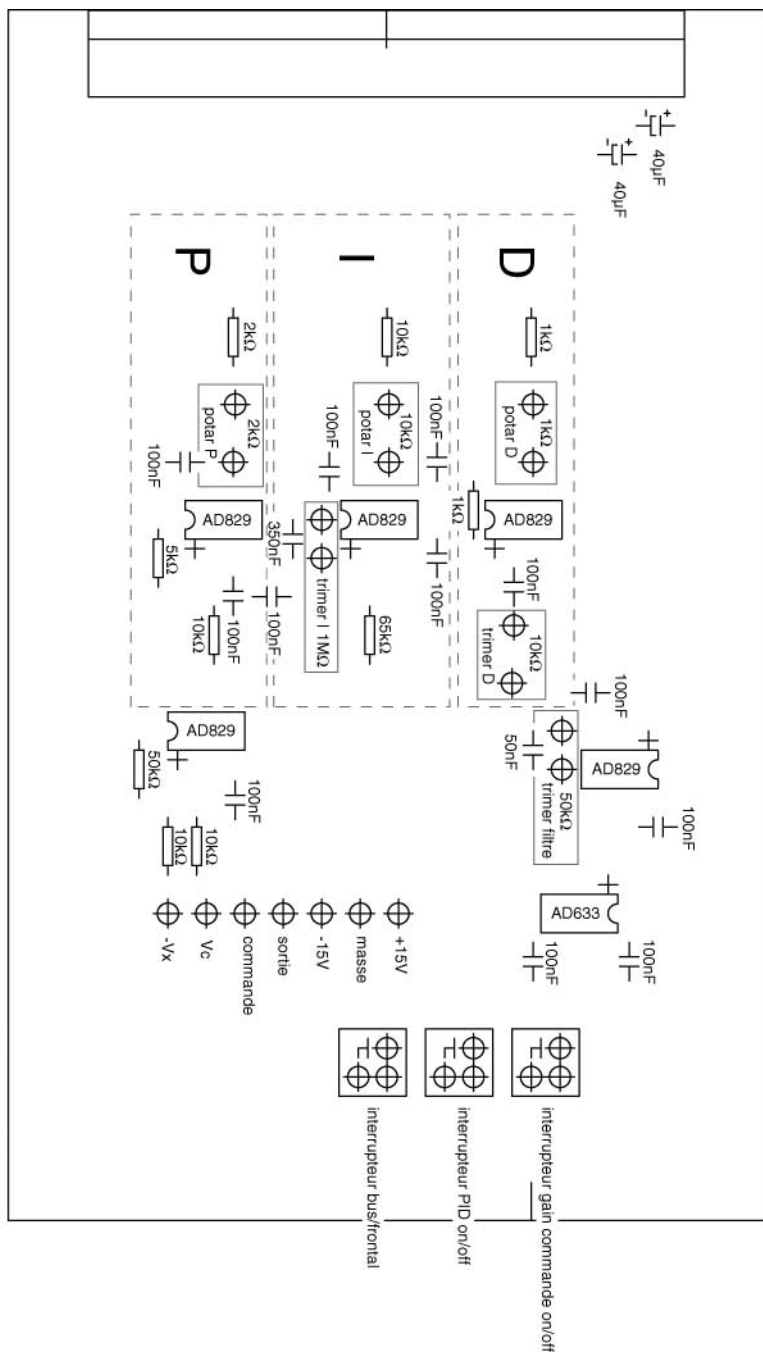 40µF
40µF
P
I
D
2kΩ
10kΩ
1kΩ
2kΩ
potar P
10kΩ
potar I
1kΩ
potar D
100nF
100nF
100nF
1kΩ
AD829
AD829
AD829
5kΩ
350nF
100nF
100nF
10kΩ
100nF
100nF
trimer I 1MΩ
65kΩ
10kΩ
trimer D
100nF
AD829
50kΩ
100nF
50nF
50kΩ
trimer filtre
AD829
100nF
10kΩ
10kΩ
AD633
100nF
100nF
-Vx
Vc
commande
sortie
-15V
masse
+15V
interrupteur bus/frontal
interrupteur PID on/off
interrupteur gain commande on/off